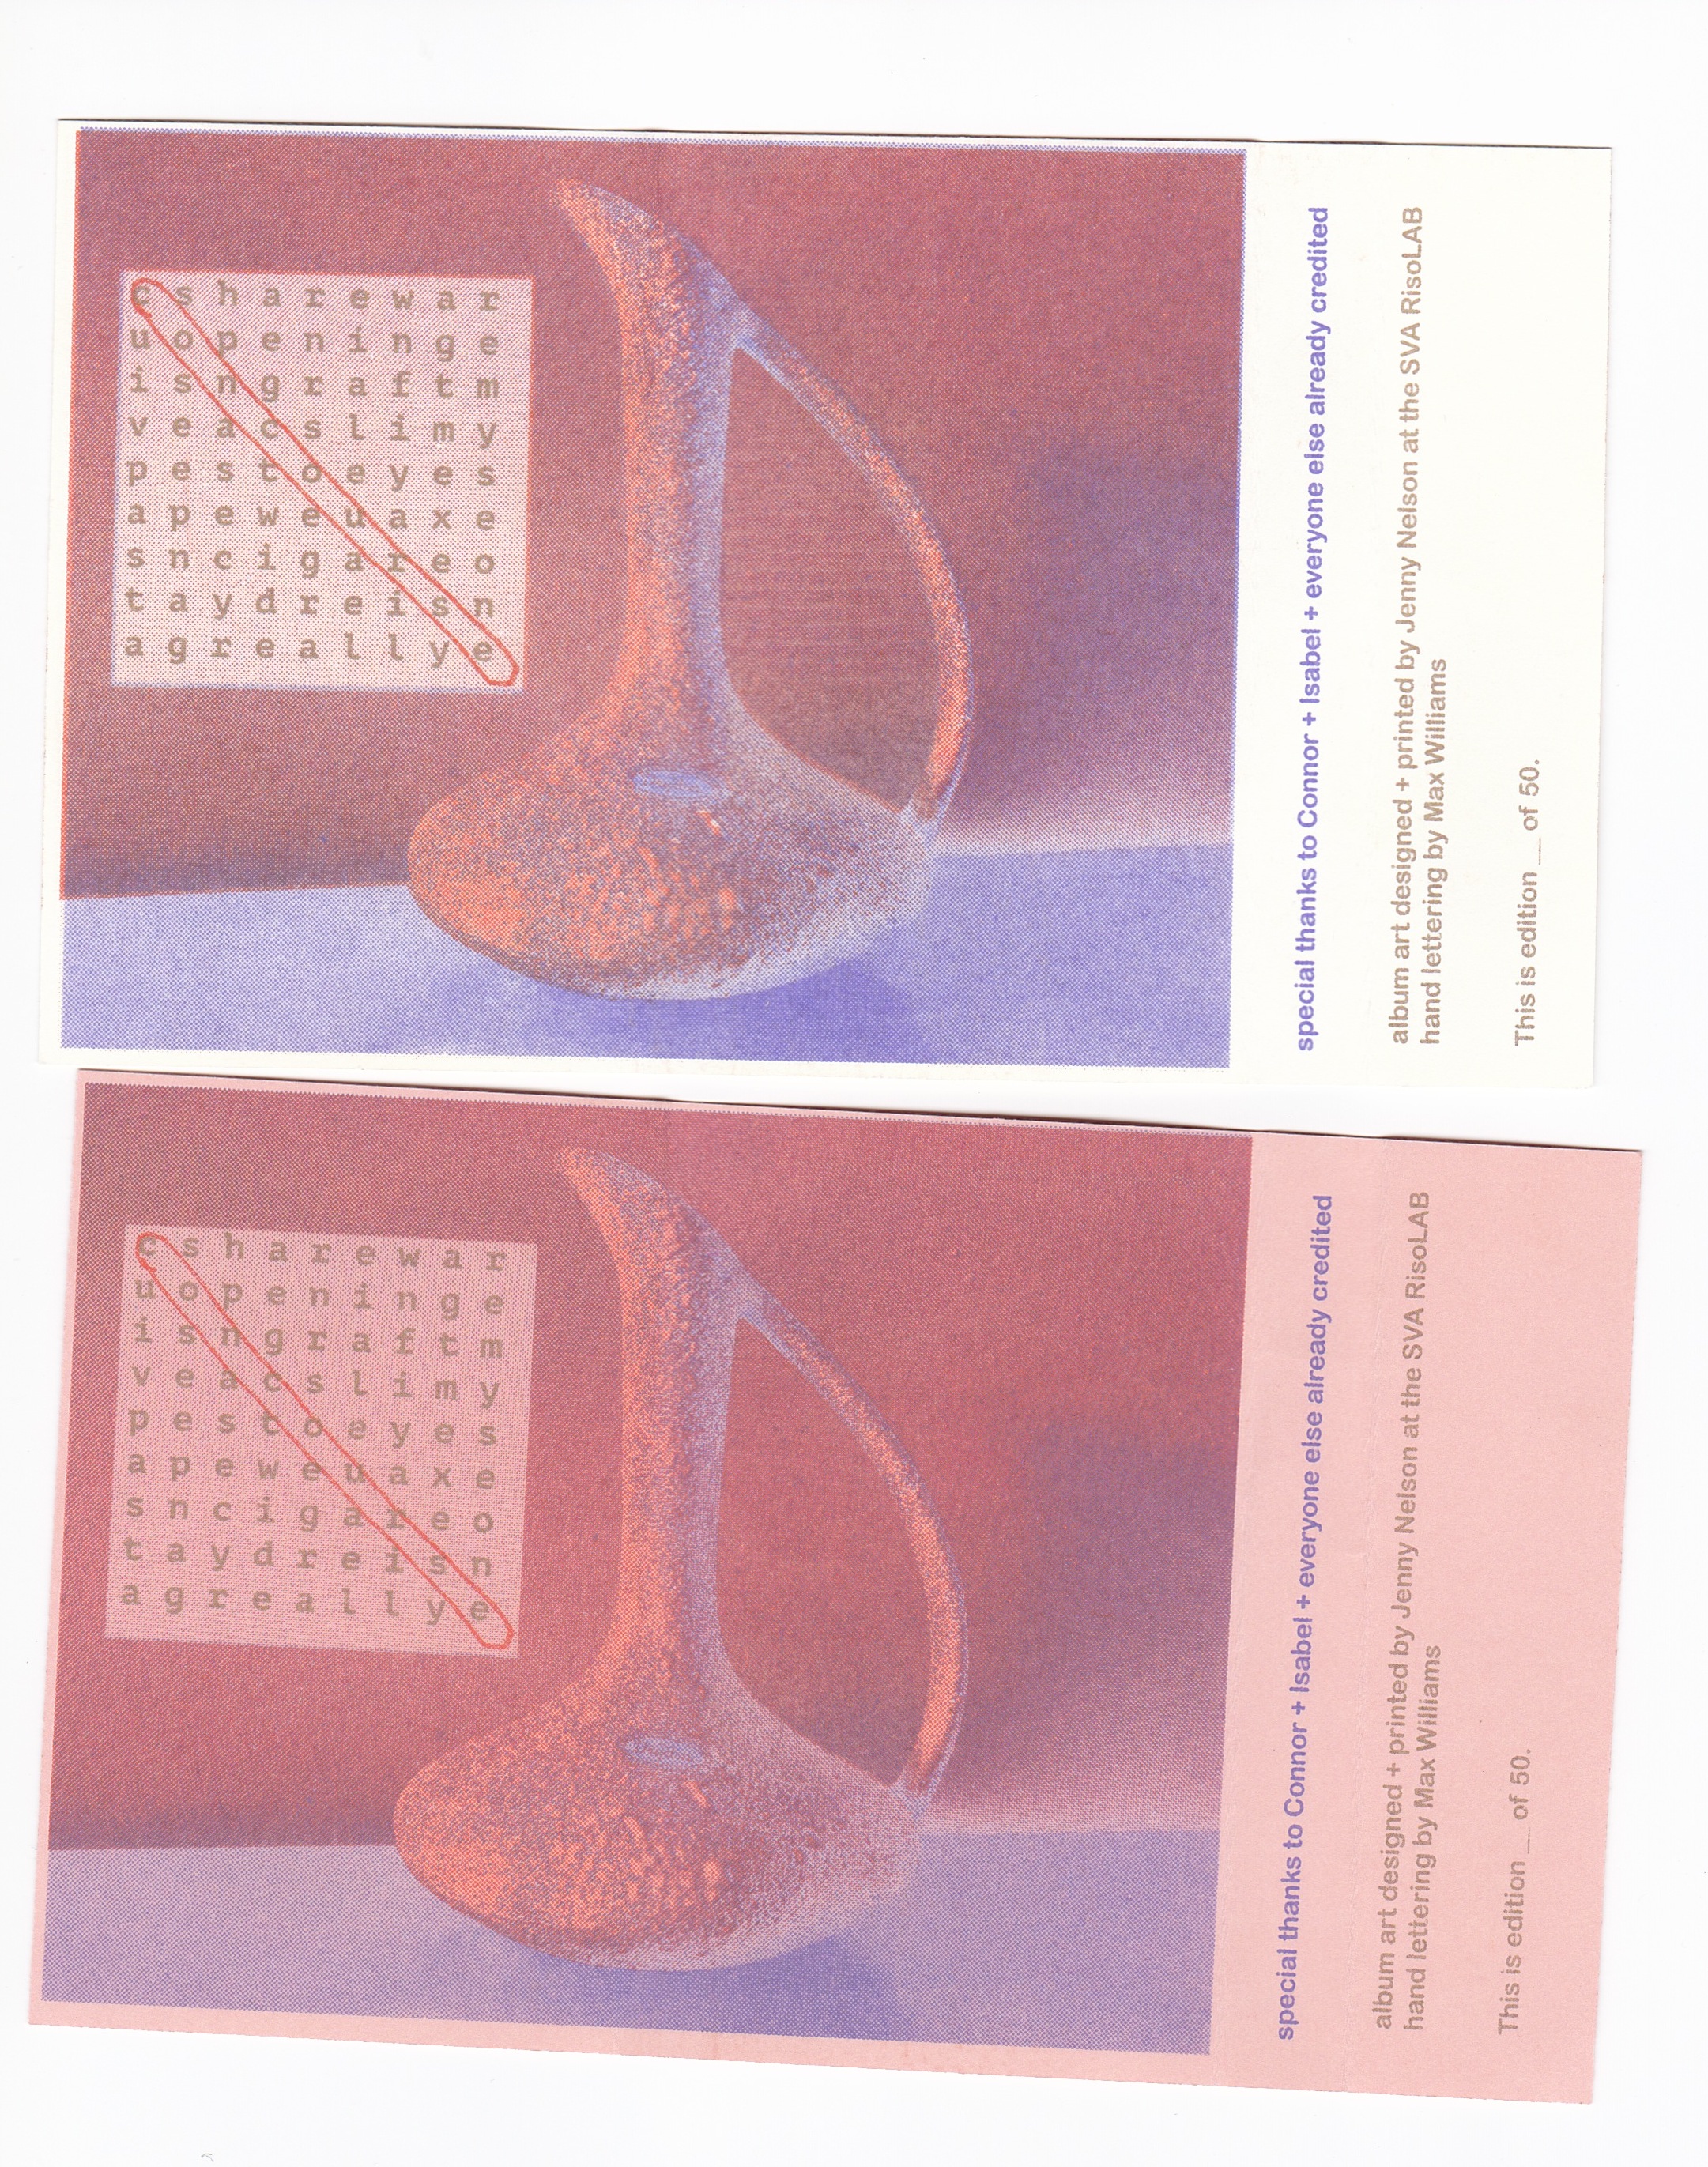 c s h a r e w a r
u o p e n i n g e
i s n g r a f t m
v e a c s l i m y
p e s t o e y e s
a p e w e u a x e
s n c i g a r e o
t a y d r e i s n
a g r e a l l y e
special thanks to Connor + Isabel + everyone else already credited
album art designed + printed by Jenny Nelson at the SVA RisoLAB
hand lettering by Max Williams
This is edition __ of 50.
c s h a r e w a r
u o p e n i n g e
i s n g r a f t m
v e a c s l i m y
p e s t o e y e s
a p e w e u a x e
s n c i g a r e o
t a y d r e i s n
a g r e a l l y e
special thanks to Connor + Isabel + everyone else already credited
album art designed + printed by Jenny Nelson at the SVA RisoLAB
hand lettering by Max Williams
This is edition __ of 50.